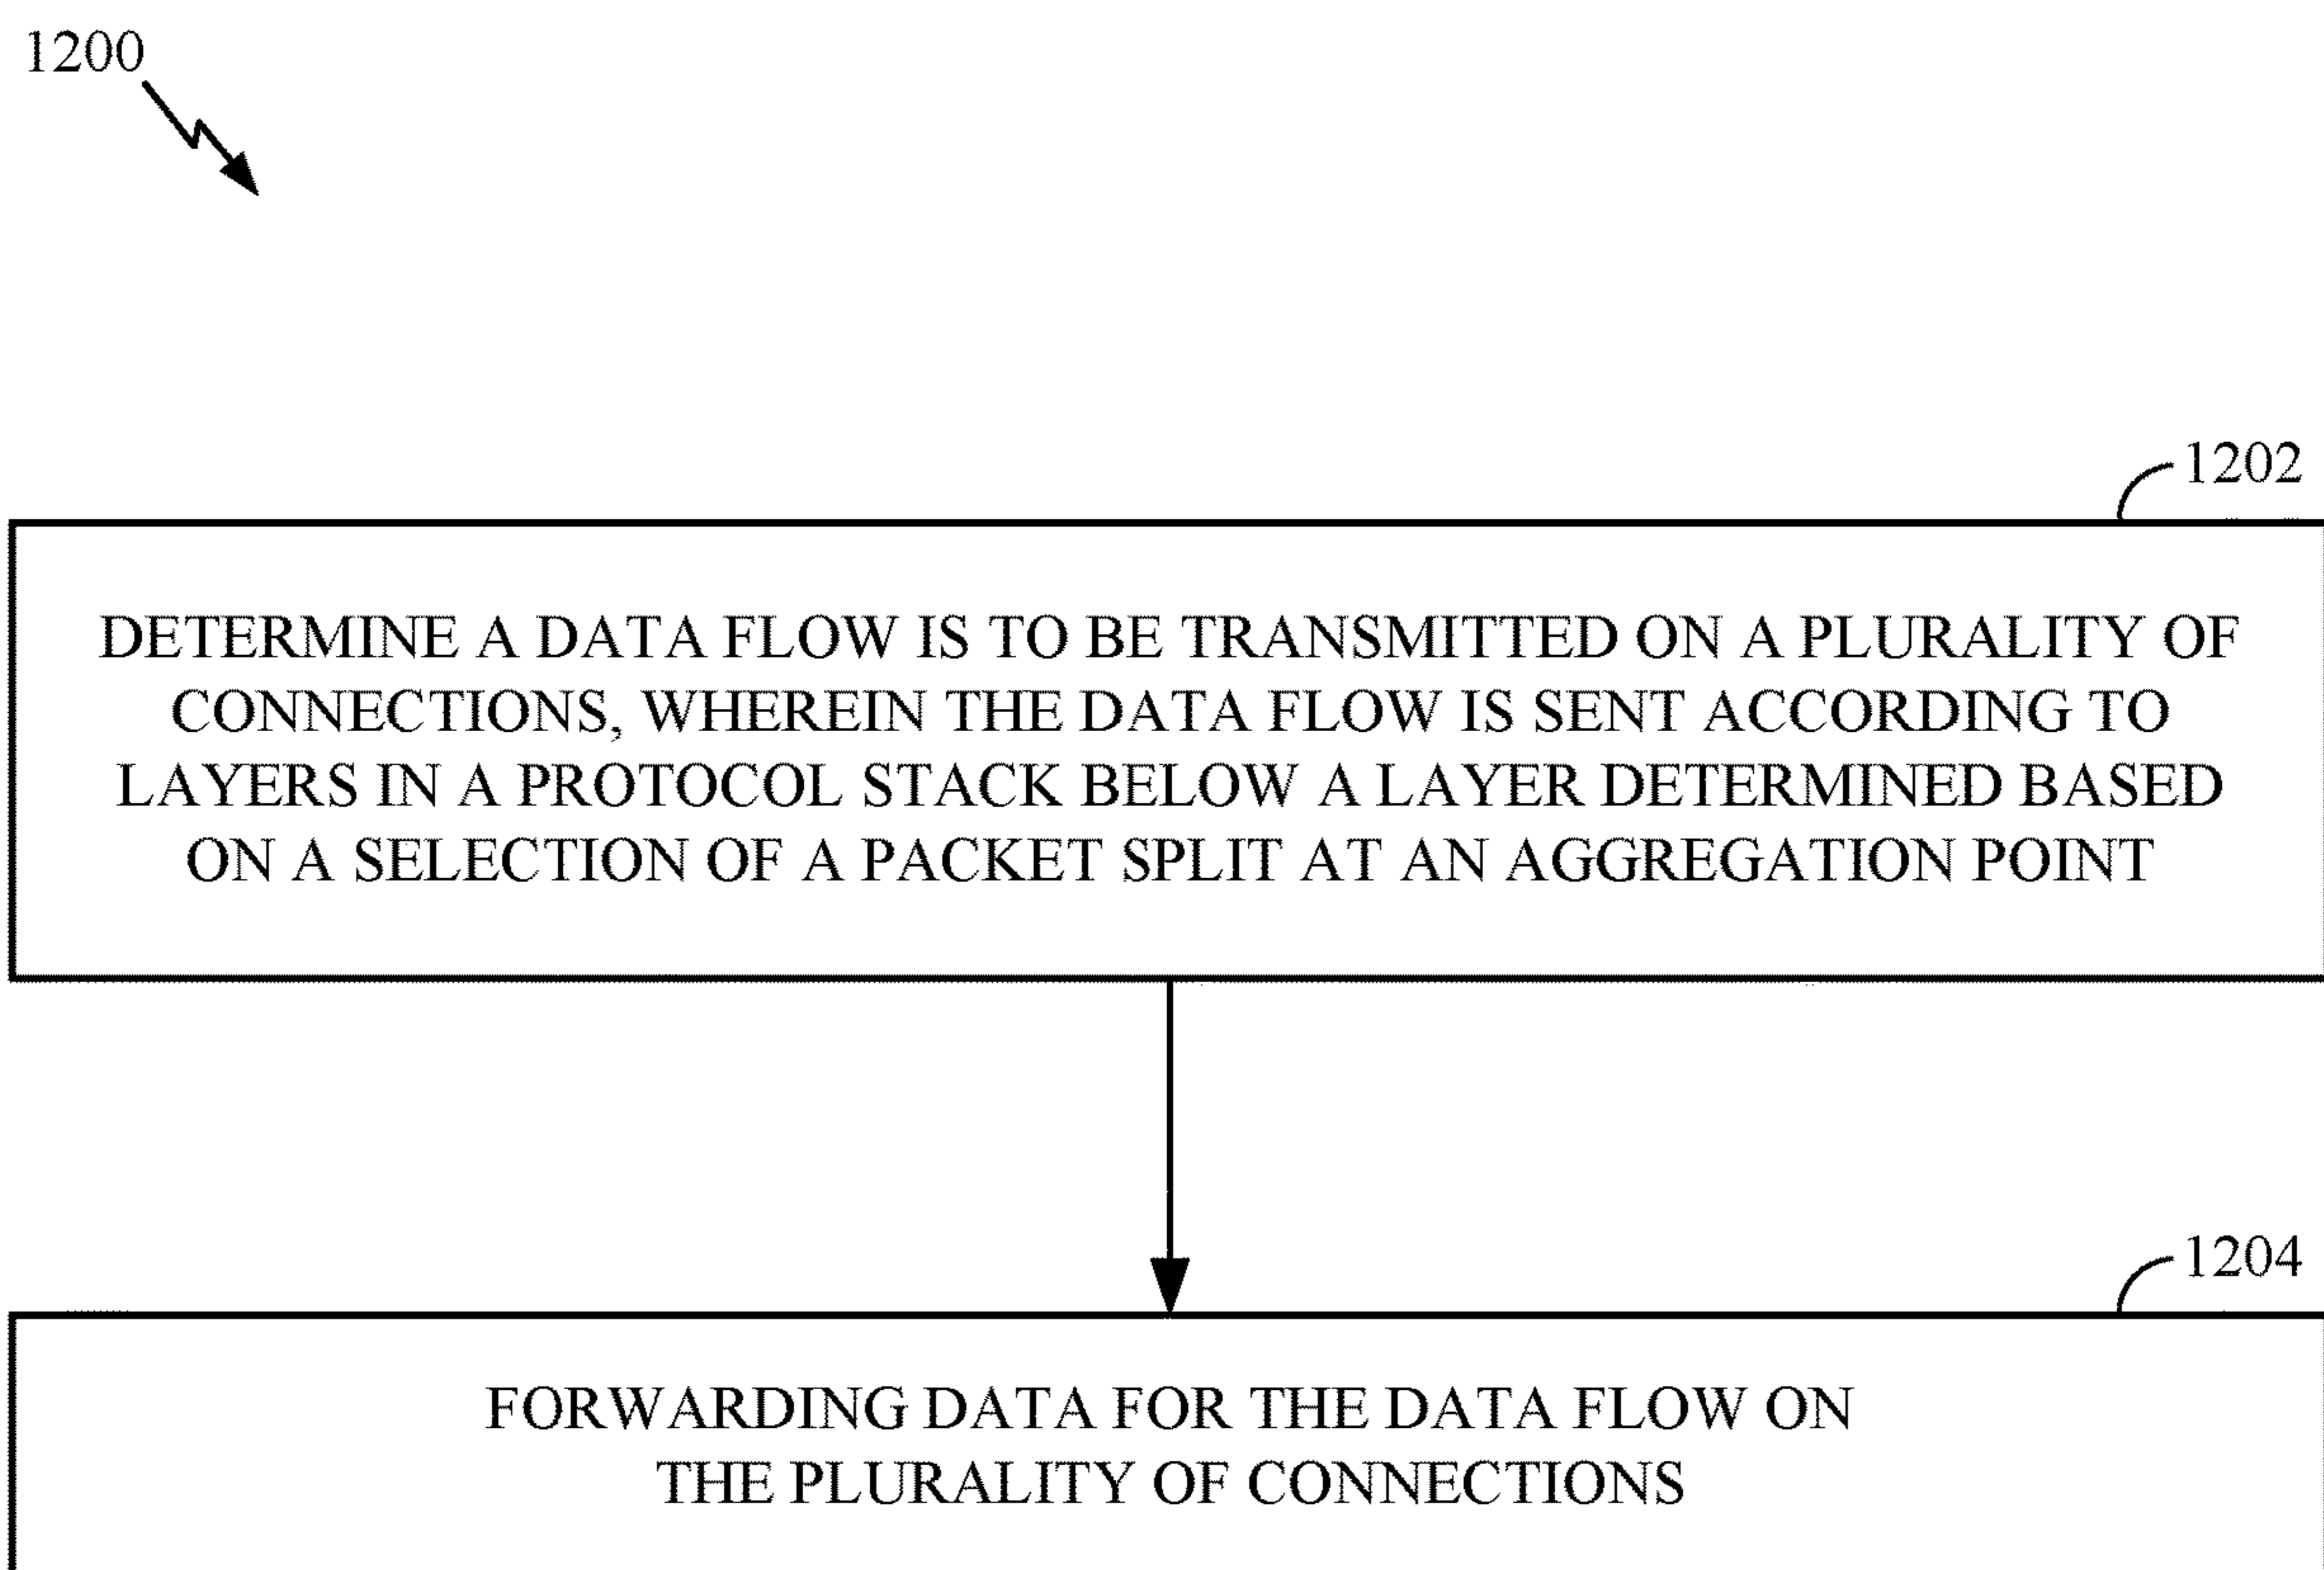 1200
1202
DETERMINE A DATA FLOW IS TO BE TRANSMITTED ON A PLURALITY OF
CONNECTIONS, WHEREIN THE DATA FLOW IS SENT ACCORDING TO
LAYERS IN A PROTOCOL STACK BELOW A LAYER DETERMINED BASED
ON A SELECTION OF A PACKET SPLIT AT AN AGGREGATION POINT
1204
FORWARDING DATA FOR THE DATA FLOW ON
THE PLURALITY OF CONNECTIONS